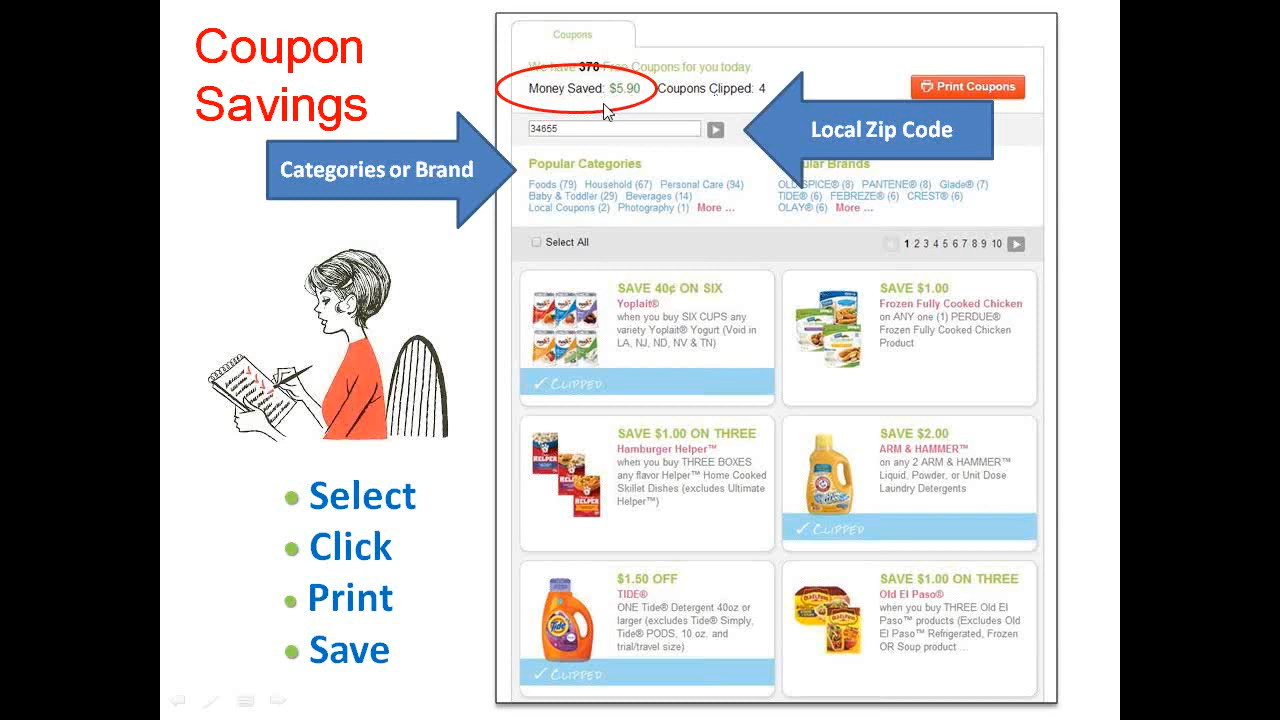 Coupon
Savings
Categories or Brand
Select
Click
Print
Save
Coupons
We have 378 Free Coupons for you today.
Money Saved: $5.90 Coupons Clipped: 4
Print Coupons
34655
Local Zip Code
Popular Categories
Foods (79) Household (67) Personal Care (94)
Baby & Toddler (29) Beverages (14)
Local Coupons (2) Photography (1) More ...
Brands
OLD SPICE® (8) PANTENE® (8) Glade® (7)
TIDE® (6) FEBREZE® (6) CREST® (6)
OLAY® (6) More ...
Select All
1 2 3 4 5 6 7 8 9 10
SAVE 40¢ ON SIX
Yoplait®
when you buy SIX CUPS any
variety Yoplait® Yogurt (Void in
LA, NJ, ND, NV & TN)
CLIPPED
SAVE $1.00
Frozen Fully Cooked Chicken
on ANY one (1) PERDUE®
Frozen Fully Cooked Chicken
Product
SAVE $1.00 ON THREE
Hamburger Helper™
when you buy THREE BOXES
any flavor Helper™ Home Cooked
Skillet Dishes (excludes Ultimate
Helper™)
HELPER
HELPER
HELPER
SAVE $2.00
ARM & HAMMER™
on any 2 ARM & HAMMER™
Liquid, Powder, or Unit Dose
Laundry Detergents
CLIPPED
$1.50 OFF
TIDE®
ONE Tide® Detergent 40oz or
larger (excludes Tide® Simply,
Tide® PODS, 10 oz. and
trial/travel size)
Tide
CLIPPED
SAVE $1.00 ON THREE
Old El Paso®
when you buy THREE Old El
Paso™ products (Excludes Old
El Paso™ Refrigerated, Frozen
OR Soup product ...